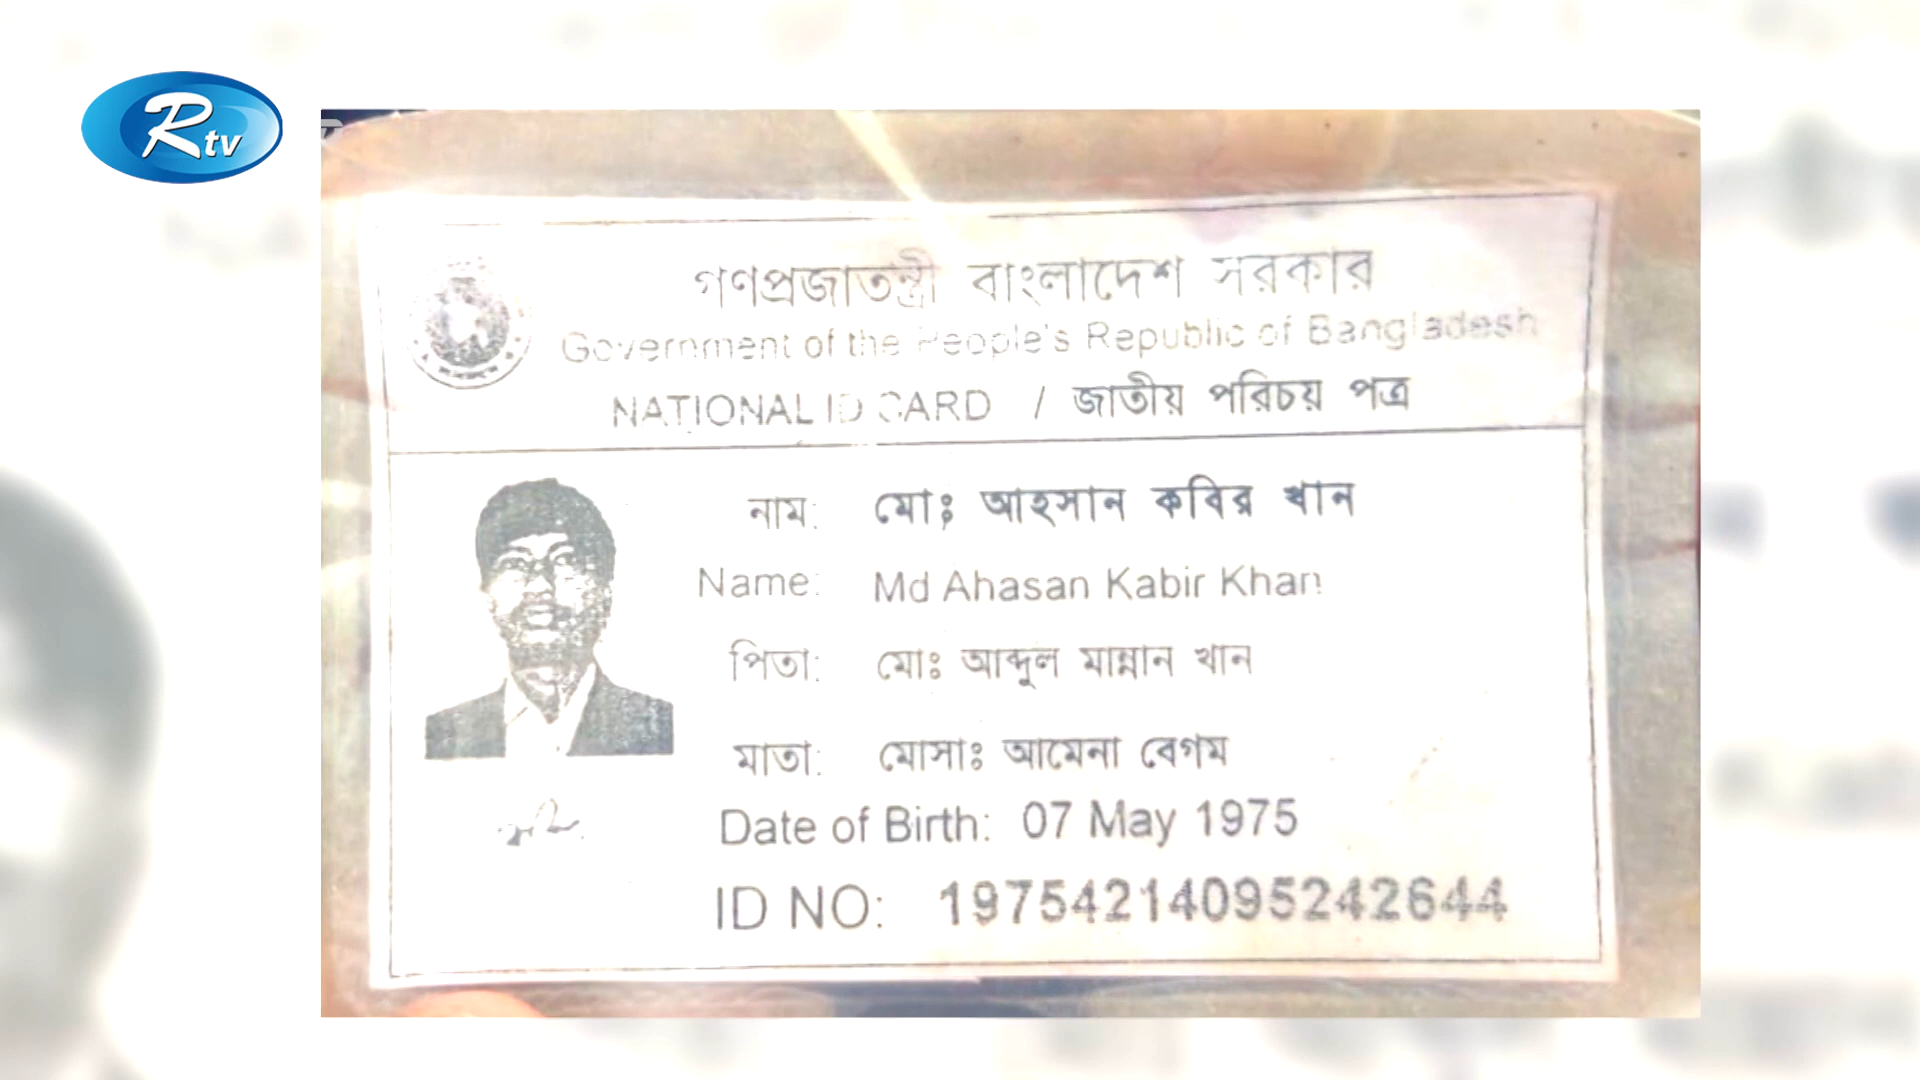 Rtv
গণপ্রজাতন্ত্রী বাংলাদেশ সরকার
Government of the People's Republic of Bangladesh
NATIONAL ID CARD / জাতীয় পরিচয় পত্র
নাম: মোঃ আহসান কবির খান
Name: Md Ahasan Kabir Khan
পিতা: মোঃ আব্দুল মান্নান খান
মাতা: মোসাঃ আমেনা বেগম
Date of Birth: 07 May 1975
ID NO: 19754214095242644